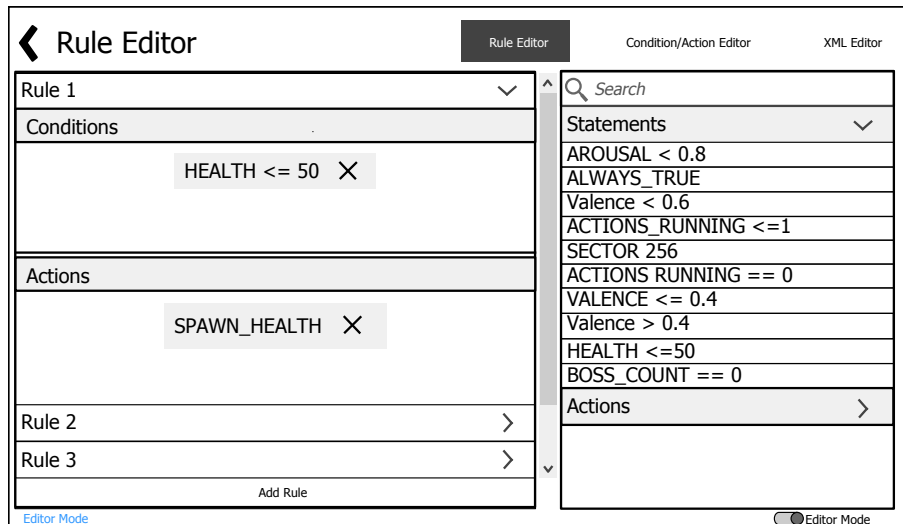 Rule Editor
Rule Editor
Condition/Action Editor
XML Editor
Rule 1
Conditions
HEALTH <= 50
Actions
SPAWN_HEALTH
Rule 2
Rule 3
Add Rule
Editor Mode
Search
Statements
AROUSAL < 0.8
ALWAYS_TRUE
Valence < 0.6
ACTIONS_RUNNING <=1
SECTOR 256
ACTIONS RUNNING == 0
VALENCE <= 0.4
Valence > 0.4
HEALTH <=50
BOSS_COUNT == 0
Actions
Editor Mode